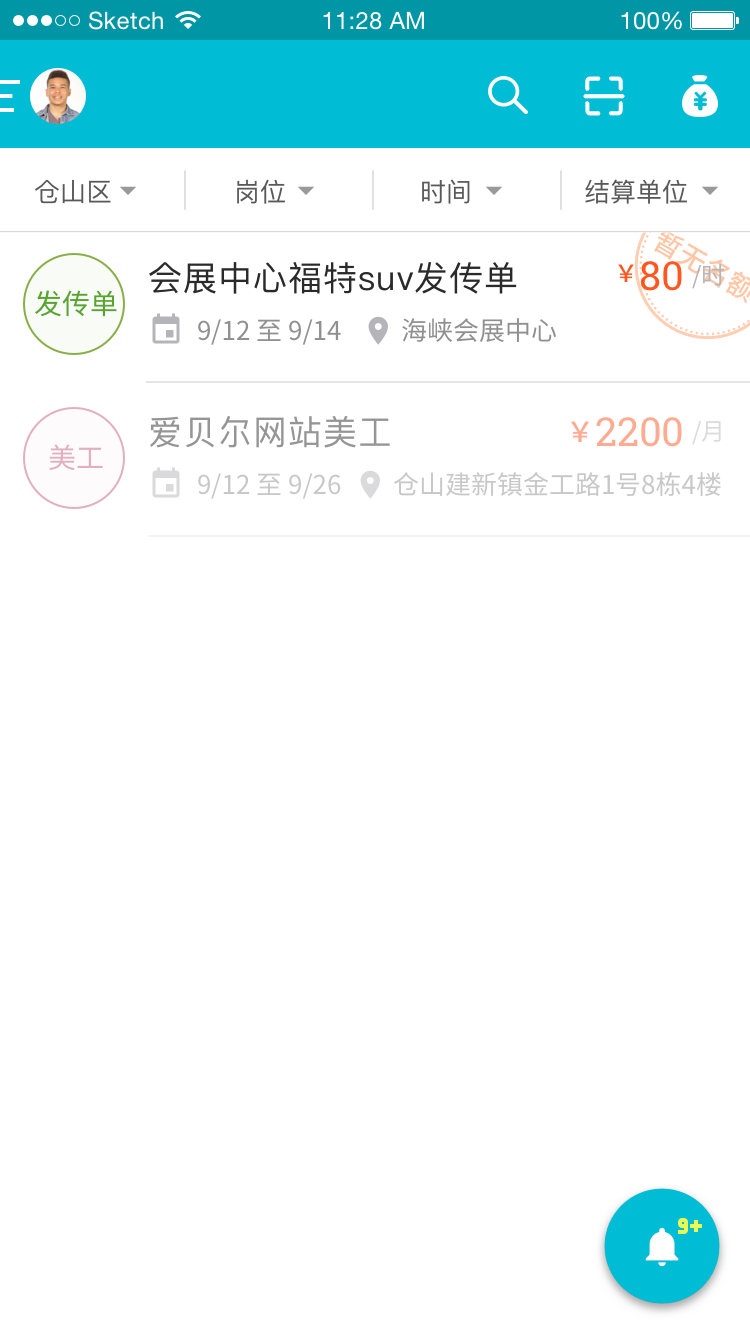 Sketch 11:28 AM 100%
仓山区 岗位 时间 结算单位
发传单
会展中心福特suv发传单
¥80 /时
暂无名额
9/12 至 9/14 海峡会展中心
美工
爱贝尔网站美工
¥2200 /月
9/12 至 9/26 仓山建新镇金工路1号8栋4楼
9+